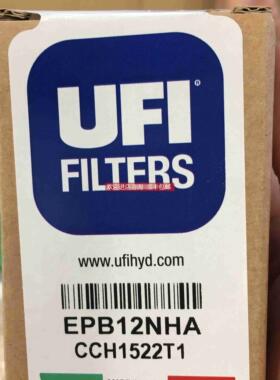 UFI®
FILTERS
www.ufihyd.com
EPB12NHA
CCH1522T1